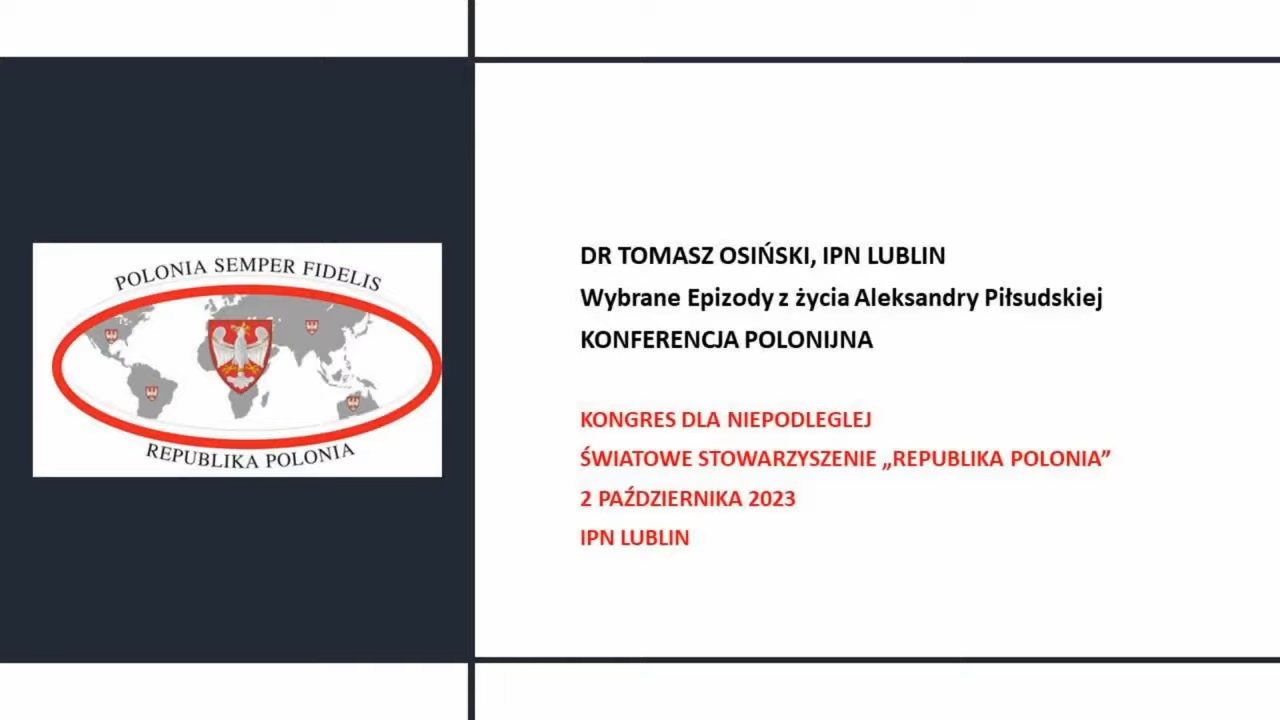 POLONIA SEMPER FIDELIS
REPUBLIKA POLONIA
DR TOMASZ OSIŃSKI, IPN LUBLIN
Wybrane Epizody z życia Aleksandry Piłsudskiej
KONFERENCJA POLONIJNA
KONGRES DLA NIEPODLEGLEJ
ŚWIATOWE STOWARZYSZENIE „REPUBLIKA POLONIA”
2 PAŹDZIERNIKA 2023
IPN LUBLIN